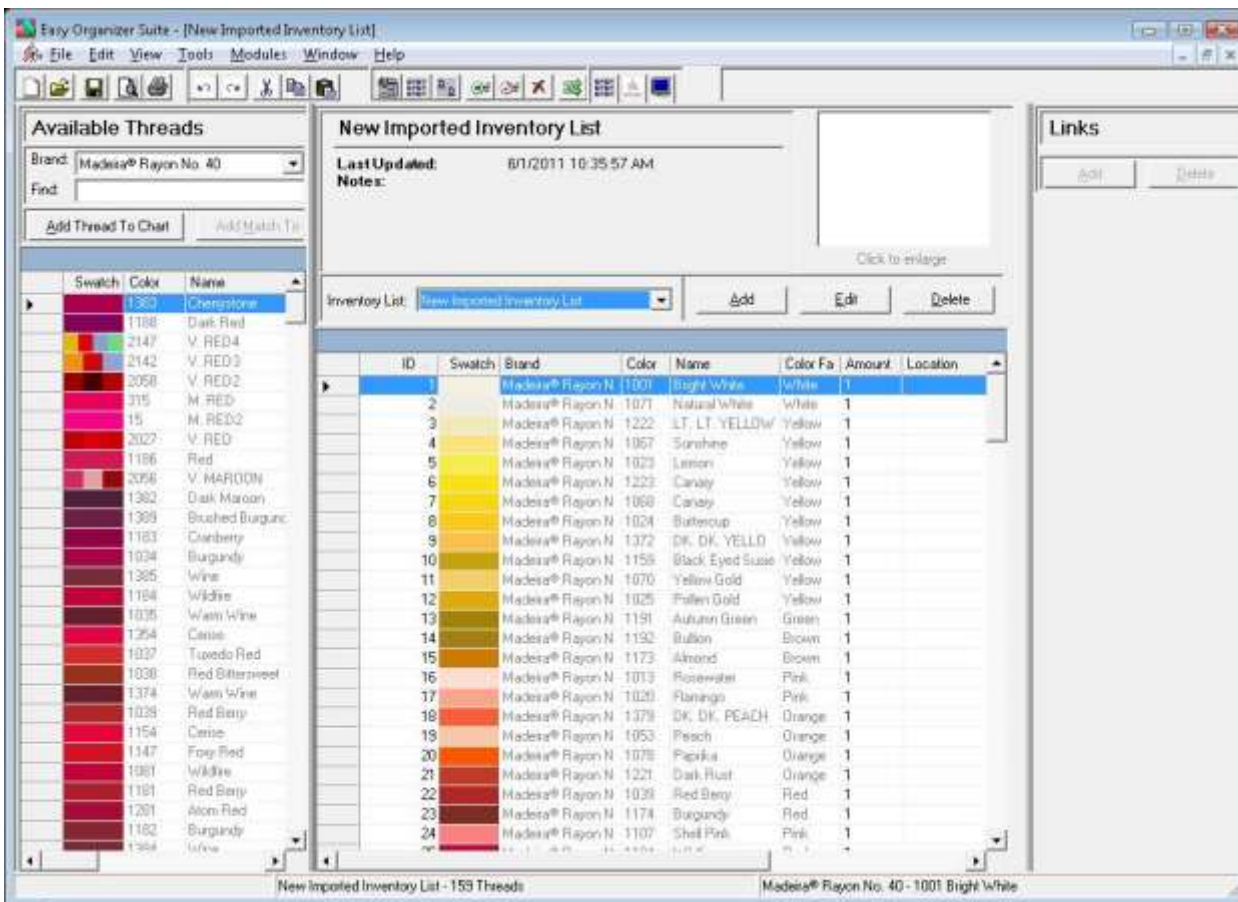 Easy Organizer Suite - [New Imported Inventory List]
File Edit View Tools Modules Window Help
Available Threads
Brand: Madeira® Rayon No. 40
Find:
Add Thread To Chart Add Match To
Swatch Color Name
1383 Cherrystone
1188 Dark Red
2147 V. RED4
2142 V. RED3
2058 V. RED2
315 M. RED
15 M. RED2
2027 V. RED
1186 Red
2056 V. MAROON
1382 Dark Maroon
1389 Brushed Burgund
1183 Cranberry
1034 Burgundy
1385 Wine
1184 Wildfire
1035 Warm Wine
1354 Cerise
1037 Tuxedo Red
1038 Red Bittersweet
1374 Warm Wine
1039 Red Berry
1154 Cerise
1147 Foxy Red
1081 Wildfire
1181 Red Berry
1281 Atom Red
1182 Burgundy
1384 Wine
New Imported Inventory List
Last Updated: 6/1/2011 10:35:57 AM
Notes:
Click to enlarge
Inventory List: New Imported Inventory List Add Edit Delete
ID Swatch Brand Color Name Color Fa Amount Location
1 Madeira® Rayon N 1001 Bright White White 1
2 Madeira® Rayon N 1071 Natural White White 1
3 Madeira® Rayon N 1222 LT. LT. YELLOW Yellow 1
4 Madeira® Rayon N 1067 Sunshine Yellow 1
5 Madeira® Rayon N 1023 Lemon Yellow 1
6 Madeira® Rayon N 1223 Canary Yellow 1
7 Madeira® Rayon N 1068 Canary Yellow 1
8 Madeira® Rayon N 1024 Buttercup Yellow 1
9 Madeira® Rayon N 1372 DK. DK. YELLO Yellow 1
10 Madeira® Rayon N 1159 Black Eyed Susie Yellow 1
11 Madeira® Rayon N 1070 Yellow Gold Yellow 1
12 Madeira® Rayon N 1025 Pollen Gold Yellow 1
13 Madeira® Rayon N 1191 Autumn Green Green 1
14 Madeira® Rayon N 1192 Bullion Brown 1
15 Madeira® Rayon N 1173 Almond Brown 1
16 Madeira® Rayon N 1013 Rosewater Pink 1
17 Madeira® Rayon N 1020 Flamingo Pink 1
18 Madeira® Rayon N 1379 DK. DK. PEACH Orange 1
19 Madeira® Rayon N 1053 Peach Orange 1
20 Madeira® Rayon N 1078 Paprika Orange 1
21 Madeira® Rayon N 1221 Dark Rust Orange 1
22 Madeira® Rayon N 1039 Red Berry Red 1
23 Madeira® Rayon N 1174 Burgundy Red 1
24 Madeira® Rayon N 1107 Shell Pink Pink 1
Links
Add Delete
New Imported Inventory List - 159 Threads
Madeira® Rayon No. 40 - 1001 Bright White